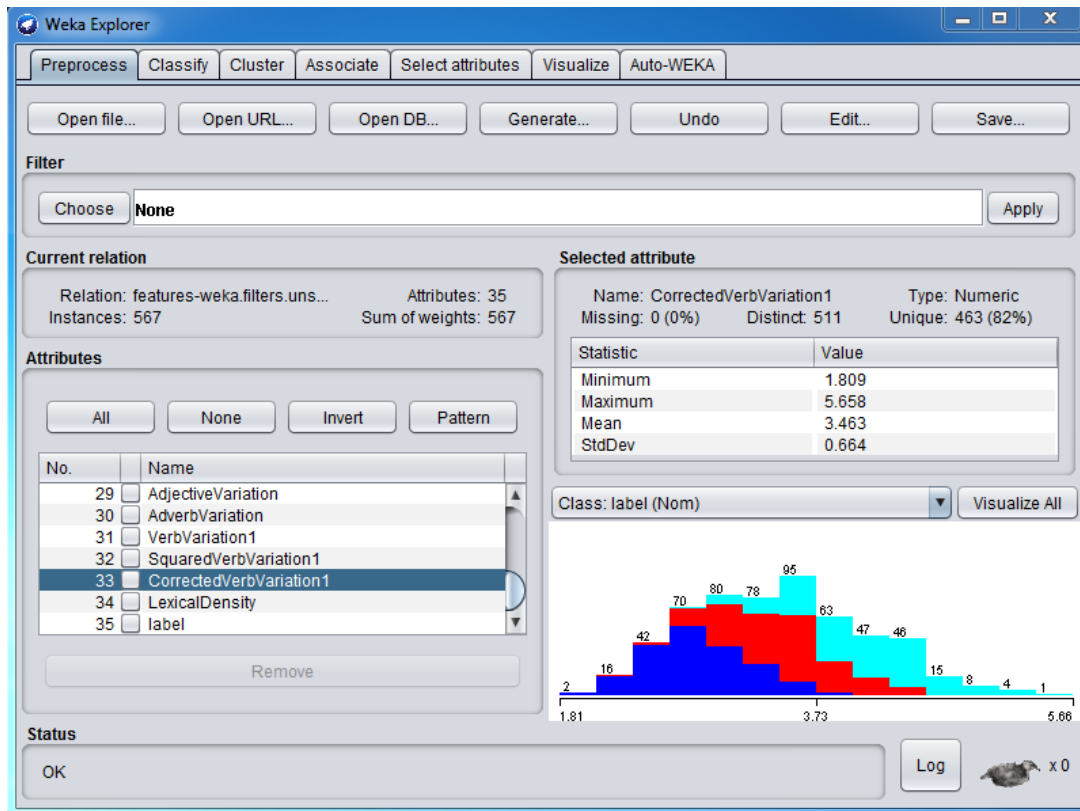 Weka Explorer
Preprocess Classify Cluster Associate Select attributes Visualize Auto-WEKA
Open file... Open URL... Open DB... Generate... Undo Edit... Save...
Filter
Choose None Apply
Current relation
Relation: features-weka.filters.uns... Attributes: 35
Instances: 567 Sum of weights: 567
Attributes
All None Invert Pattern
No. Name
29 AdjectiveVariation
30 AdverbVariation
31 VerbVariation1
32 SquaredVerbVariation1
33 CorrectedVerbVariation1
34 LexicalDensity
35 label
Remove
Selected attribute
Name: CorrectedVerbVariation1 Type: Numeric
Missing: 0 (0%) Distinct: 511 Unique: 463 (82%)
Statistic Value
Minimum 1.809
Maximum 5.658
Mean 3.463
StdDev 0.664
Class: label (Nom) Visualize All
2 16 42 70 80 78 95 63 47 46 15 8 4 1
1.81 3.73 5.66
Status
OK Log x 0